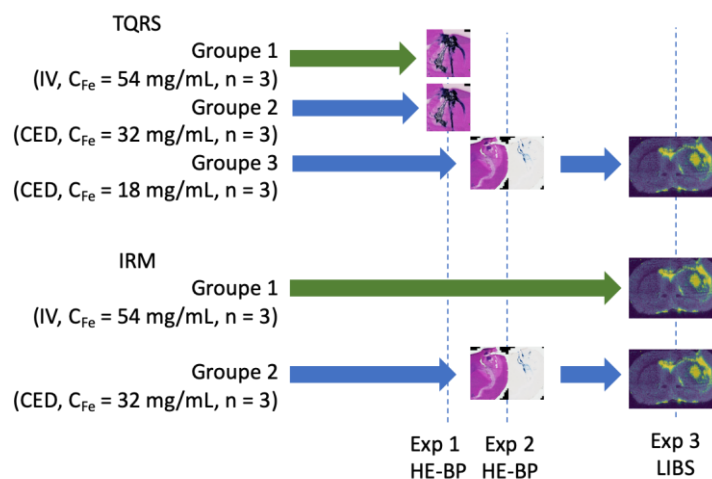 TQRS
Groupe 1
(IV, CFe = 54 mg/mL, n = 3)
Groupe 2
(CED, CFe = 32 mg/mL, n = 3)
Groupe 3
(CED, CFe = 18 mg/mL, n = 3)
IRM
Groupe 1
(IV, CFe = 54 mg/mL, n = 3)
Groupe 2
(CED, CFe = 32 mg/mL, n = 3)
Exp 1
HE-BP
Exp 2
HE-BP
Exp 3
LIBS